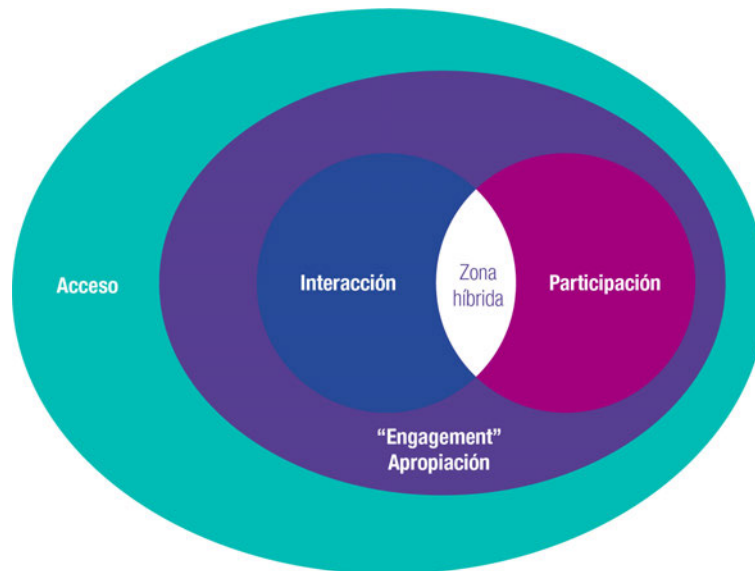 Acceso
Interacción
Zona
híbrida
Participación
“Engagement”
Apropiación